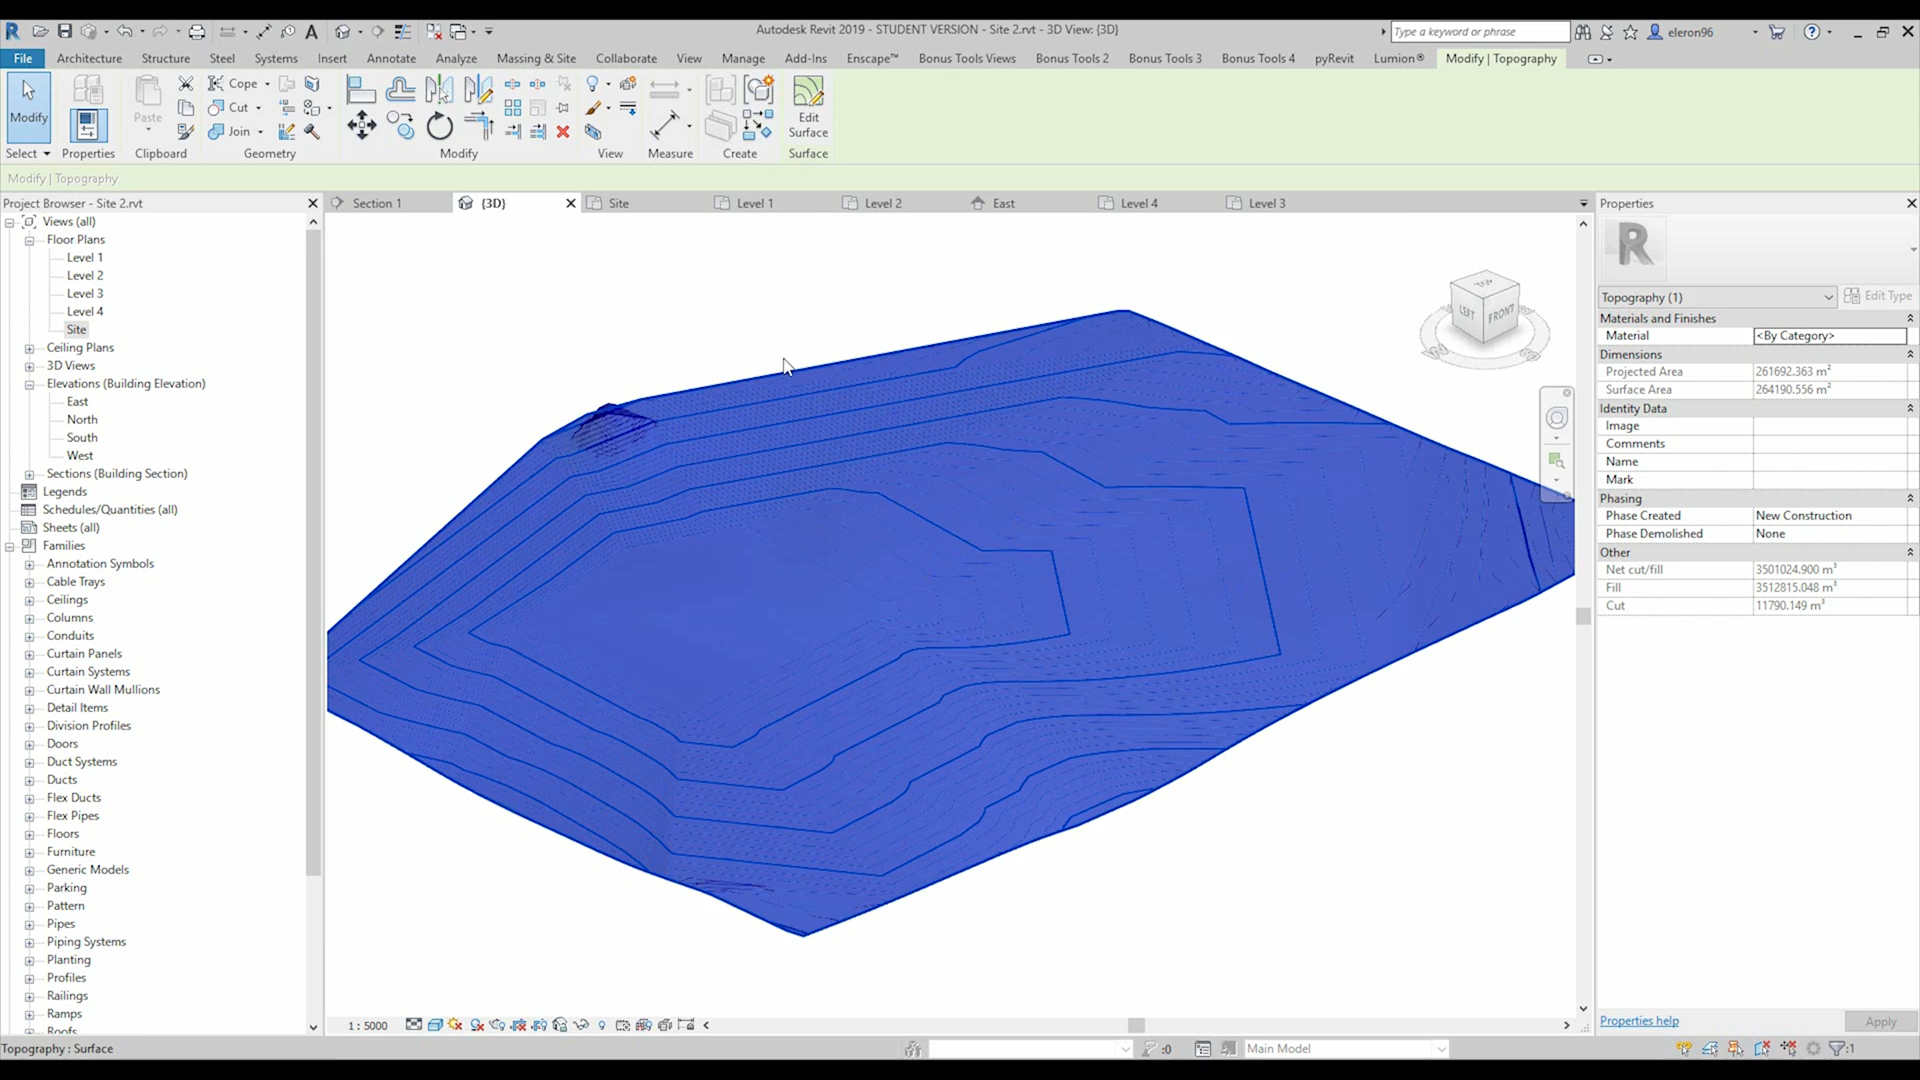 Autodesk Revit 2019 - STUDENT VERSION - Site 2.rvt - 3D View: {3D}
Type a keyword or phrase
eleron96
File Architecture Structure Steel Systems Insert Annotate Analyze Massing & Site Collaborate View Manage Add-Ins Enscape™ Bonus Tools Views Bonus Tools 2 Bonus Tools 3 Bonus Tools 4 pyRevit Lumion® Modify | Topography
Modify
Paste
Cope
Cut
Join
Edit
Surface
Select Properties Clipboard Geometry Modify View Measure Create Surface
Modify | Topography
Project Browser - Site 2.rvt
Section 1 {3D} Site Level 1 Level 2 East Level 4 Level 3
Views (all)
Floor Plans
Level 1
Level 2
Level 3
Level 4
Site
Ceiling Plans
3D Views
Elevations (Building Elevation)
East
North
South
West
Sections (Building Section)
Legends
Schedules/Quantities (all)
Sheets (all)
Families
Annotation Symbols
Cable Trays
Ceilings
Columns
Conduits
Curtain Panels
Curtain Systems
Curtain Wall Mullions
Detail Items
Division Profiles
Doors
Duct Systems
Ducts
Flex Ducts
Flex Pipes
Floors
Furniture
Generic Models
Parking
Pattern
Pipes
Piping Systems
Planting
Profiles
Railings
Ramps
Roofs
TOP
LEFT
FRONT
Properties
R
Topography (1)
Edit Type
Materials and Finishes
Material <By Category>
Dimensions
Projected Area 261692.363 m²
Surface Area 264190.556 m²
Identity Data
Image
Comments
Name
Mark
Phasing
Phase Created New Construction
Phase Demolished None
Other
Net cut/fill 3501024.900 m³
Fill 3512815.048 m³
Cut 11790.149 m³
Properties help
Apply
1 : 5000
Topography : Surface
:0
Main Model
:1